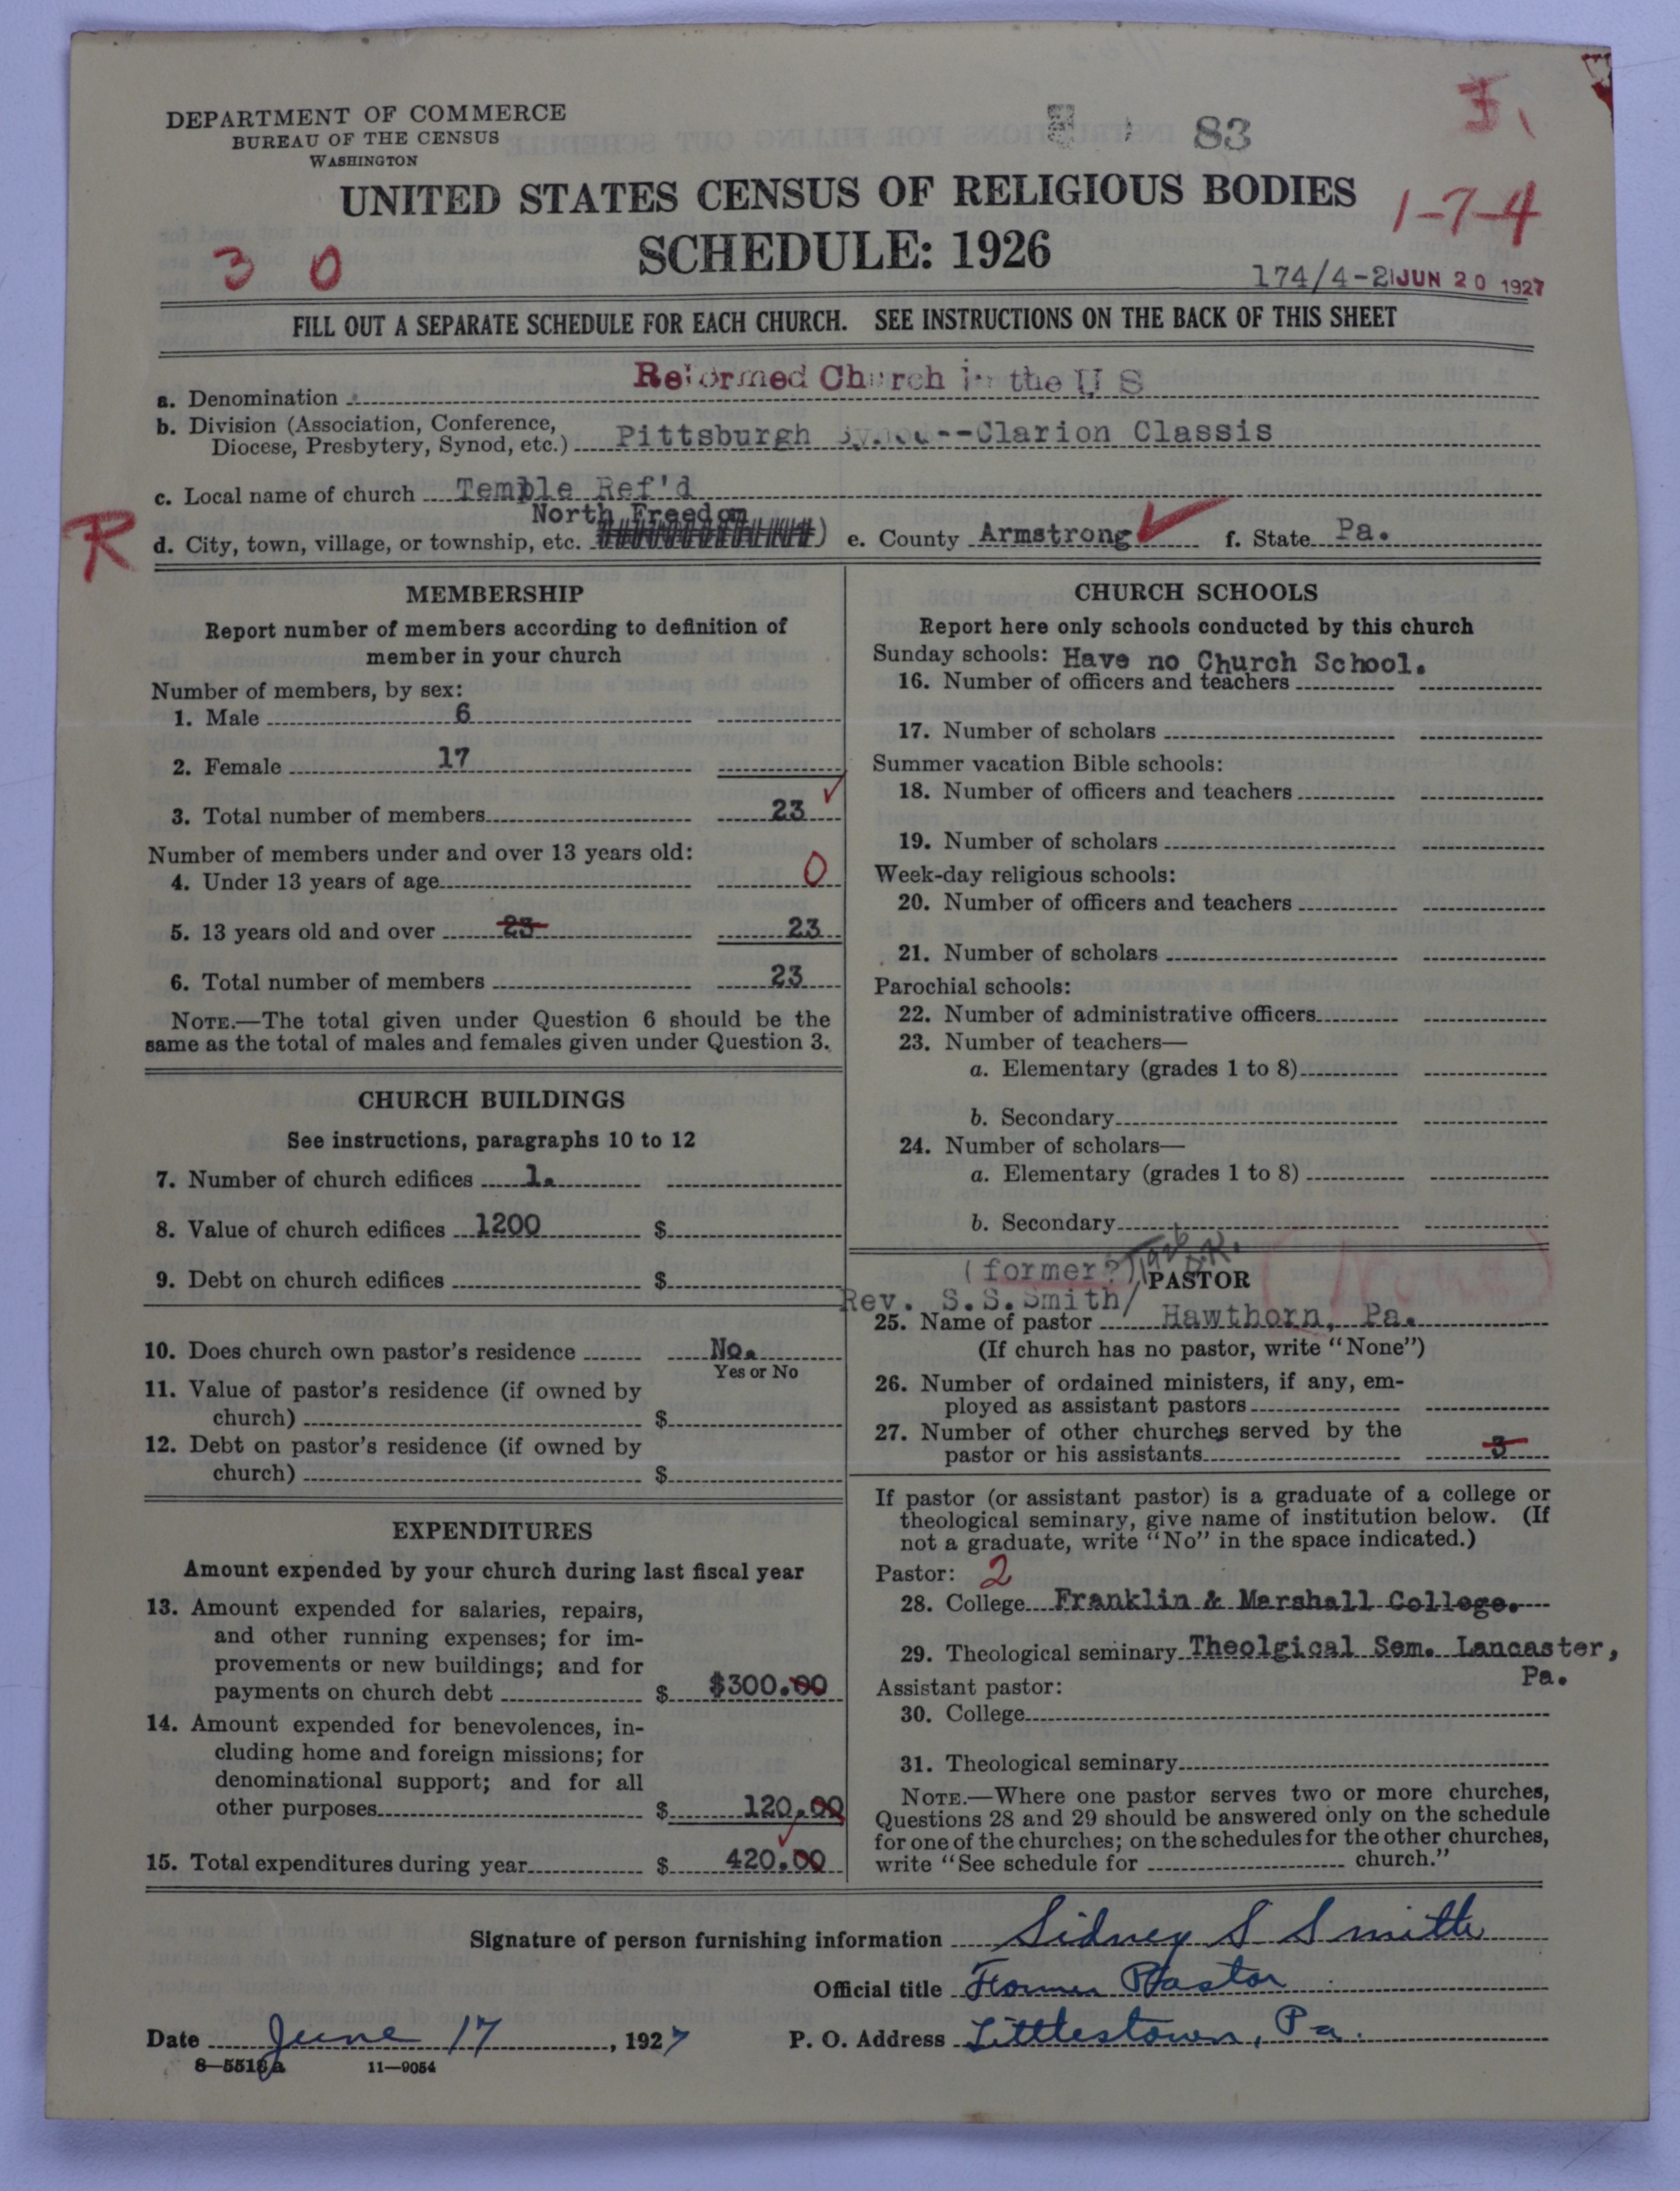 DEPARTMENT OF COMMERCE
BUREAU OF THE CENSUS
WASHINGTON
83
UNITED STATES CENSUS OF RELIGIOUS BODIES
1-7-4
SCHEDULE: 1926
3 0
174/4-2 JUN 20 1927
FILL OUT A SEPARATE SCHEDULE FOR EACH CHURCH. SEE INSTRUCTIONS ON THE BACK OF THIS SHEET
a. Denomination Reformed Church in the U S
b. Division (Association, Conference,
Diocese, Presbytery, Synod, etc.) Pittsburgh Synod--Clarion Classis
c. Local name of church Temple Ref'd
North Freedom
R
d. City, town, village, or township, etc. ) e. County Armstrong ✓ f. State Pa.
MEMBERSHIP
Report number of members according to definition of
member in your church
Number of members, by sex:
1. Male 6
2. Female 17
3. Total number of members 23 ✓
Number of members under and over 13 years old:
4. Under 13 years of age 0
5. 13 years old and over 23 23
6. Total number of members 23
NOTE.—The total given under Question 6 should be the
same as the total of males and females given under Question 3.
CHURCH BUILDINGS
See instructions, paragraphs 10 to 12
7. Number of church edifices 1.
8. Value of church edifices 1200 $
9. Debt on church edifices $
10. Does church own pastor's residence No.
Yes or No
11. Value of pastor's residence (if owned by
church) $
12. Debt on pastor's residence (if owned by
church) $
EXPENDITURES
Amount expended by your church during last fiscal year
13. Amount expended for salaries, repairs,
and other running expenses; for im-
provements or new buildings; and for
payments on church debt $ $300.00
14. Amount expended for benevolences, in-
cluding home and foreign missions; for
denominational support; and for all
other purposes $ 120.00
15. Total expenditures during year $ 420.00
CHURCH SCHOOLS
Report here only schools conducted by this church
Sunday schools: Have no Church School.
16. Number of officers and teachers
17. Number of scholars
Summer vacation Bible schools:
18. Number of officers and teachers
19. Number of scholars
Week-day religious schools:
20. Number of officers and teachers
21. Number of scholars
Parochial schools:
22. Number of administrative officers
23. Number of teachers—
a. Elementary (grades 1 to 8)
b. Secondary
24. Number of scholars—
a. Elementary (grades 1 to 8)
b. Secondary
(former?) 1926 O.K.
PASTOR
Rev. S.S. Smith/
25. Name of pastor Hawthorn, Pa.
(If church has no pastor, write "None")
26. Number of ordained ministers, if any, em-
ployed as assistant pastors
27. Number of other churches served by the
pastor or his assistants 3
If pastor (or assistant pastor) is a graduate of a college or
theological seminary, give name of institution below. (If
not a graduate, write "No" in the space indicated.)
Pastor: 2
28. College Franklin & Marshall College.
29. Theological seminary Theolgical Sem. Lancaster,
Pa.
Assistant pastor:
30. College
31. Theological seminary
NOTE.—Where one pastor serves two or more churches,
Questions 28 and 29 should be answered only on the schedule
for one of the churches; on the schedules for the other churches,
write "See schedule for church."
Signature of person furnishing information Sidney S Smith
Official title Former Pastor
Date June 17, 1927 P. O. Address Littlestown, Pa.
8-5518a 11-9054